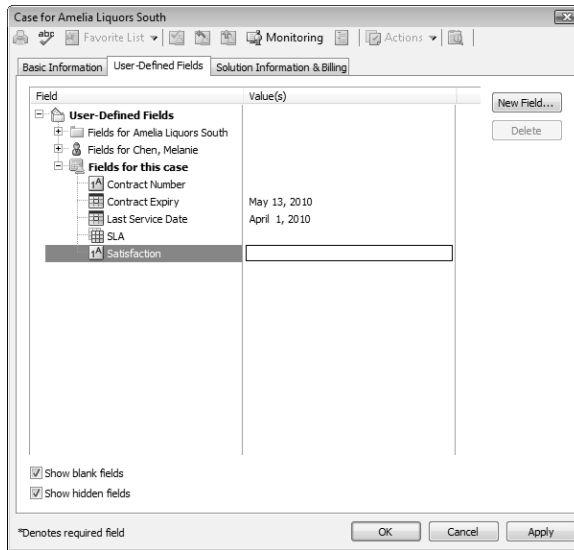 Case for Amelia Liquors South
abc Favorite List Monitoring Actions
Basic Information User-Defined Fields Solution Information & Billing
Field Value(s)
New Field...
User-Defined Fields
Delete
Fields for Amelia Liquors South
Fields for Chen, Melanie
Fields for this case
1A Contract Number
Contract Expiry May 13, 2010
Last Service Date April 1, 2010
SLA
1A Satisfaction
Show blank fields
Show hidden fields
*Denotes required field OK Cancel Apply